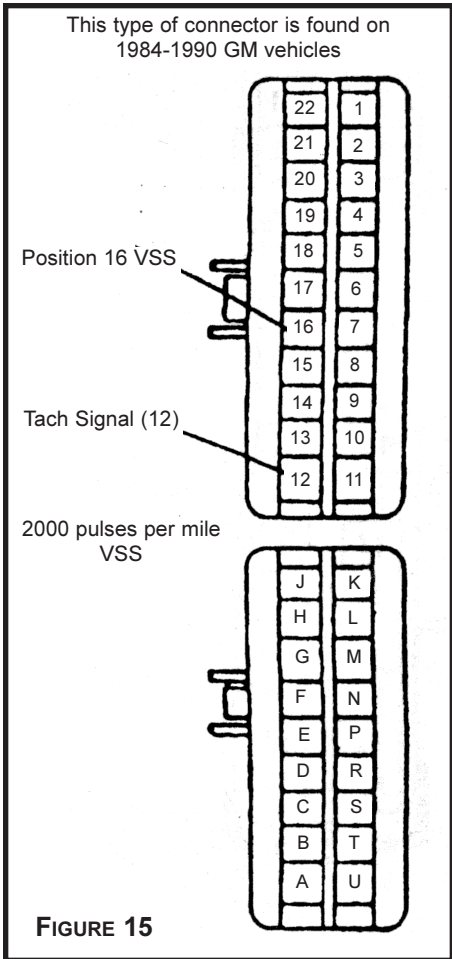 This type of connector is found on
1984-1990 GM vehicles
22 1
21 2
20 3
19 4
18 5
Position 16 VSS
17 6
16 7
15 8
14 9
Tach Signal (12)
13 10
12 11
2000 pulses per mile
VSS
J K
H L
G M
F N
E P
D R
C S
B T
A U
FIGURE 15